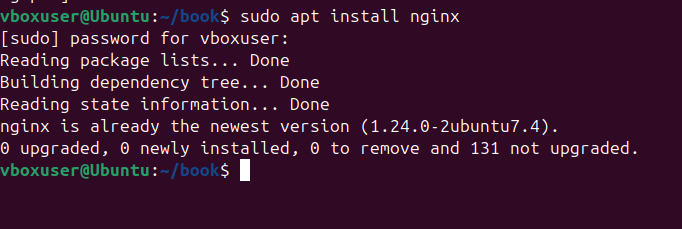 vboxuser@Ubuntu:~/book$ sudo apt install nginx
[sudo] password for vboxuser:
Reading package lists... Done
Building dependency tree... Done
Reading state information... Done
nginx is already the newest version (1.24.0-2ubuntu7.4).
0 upgraded, 0 newly installed, 0 to remove and 131 not upgraded.
vboxuser@Ubuntu:~/book$